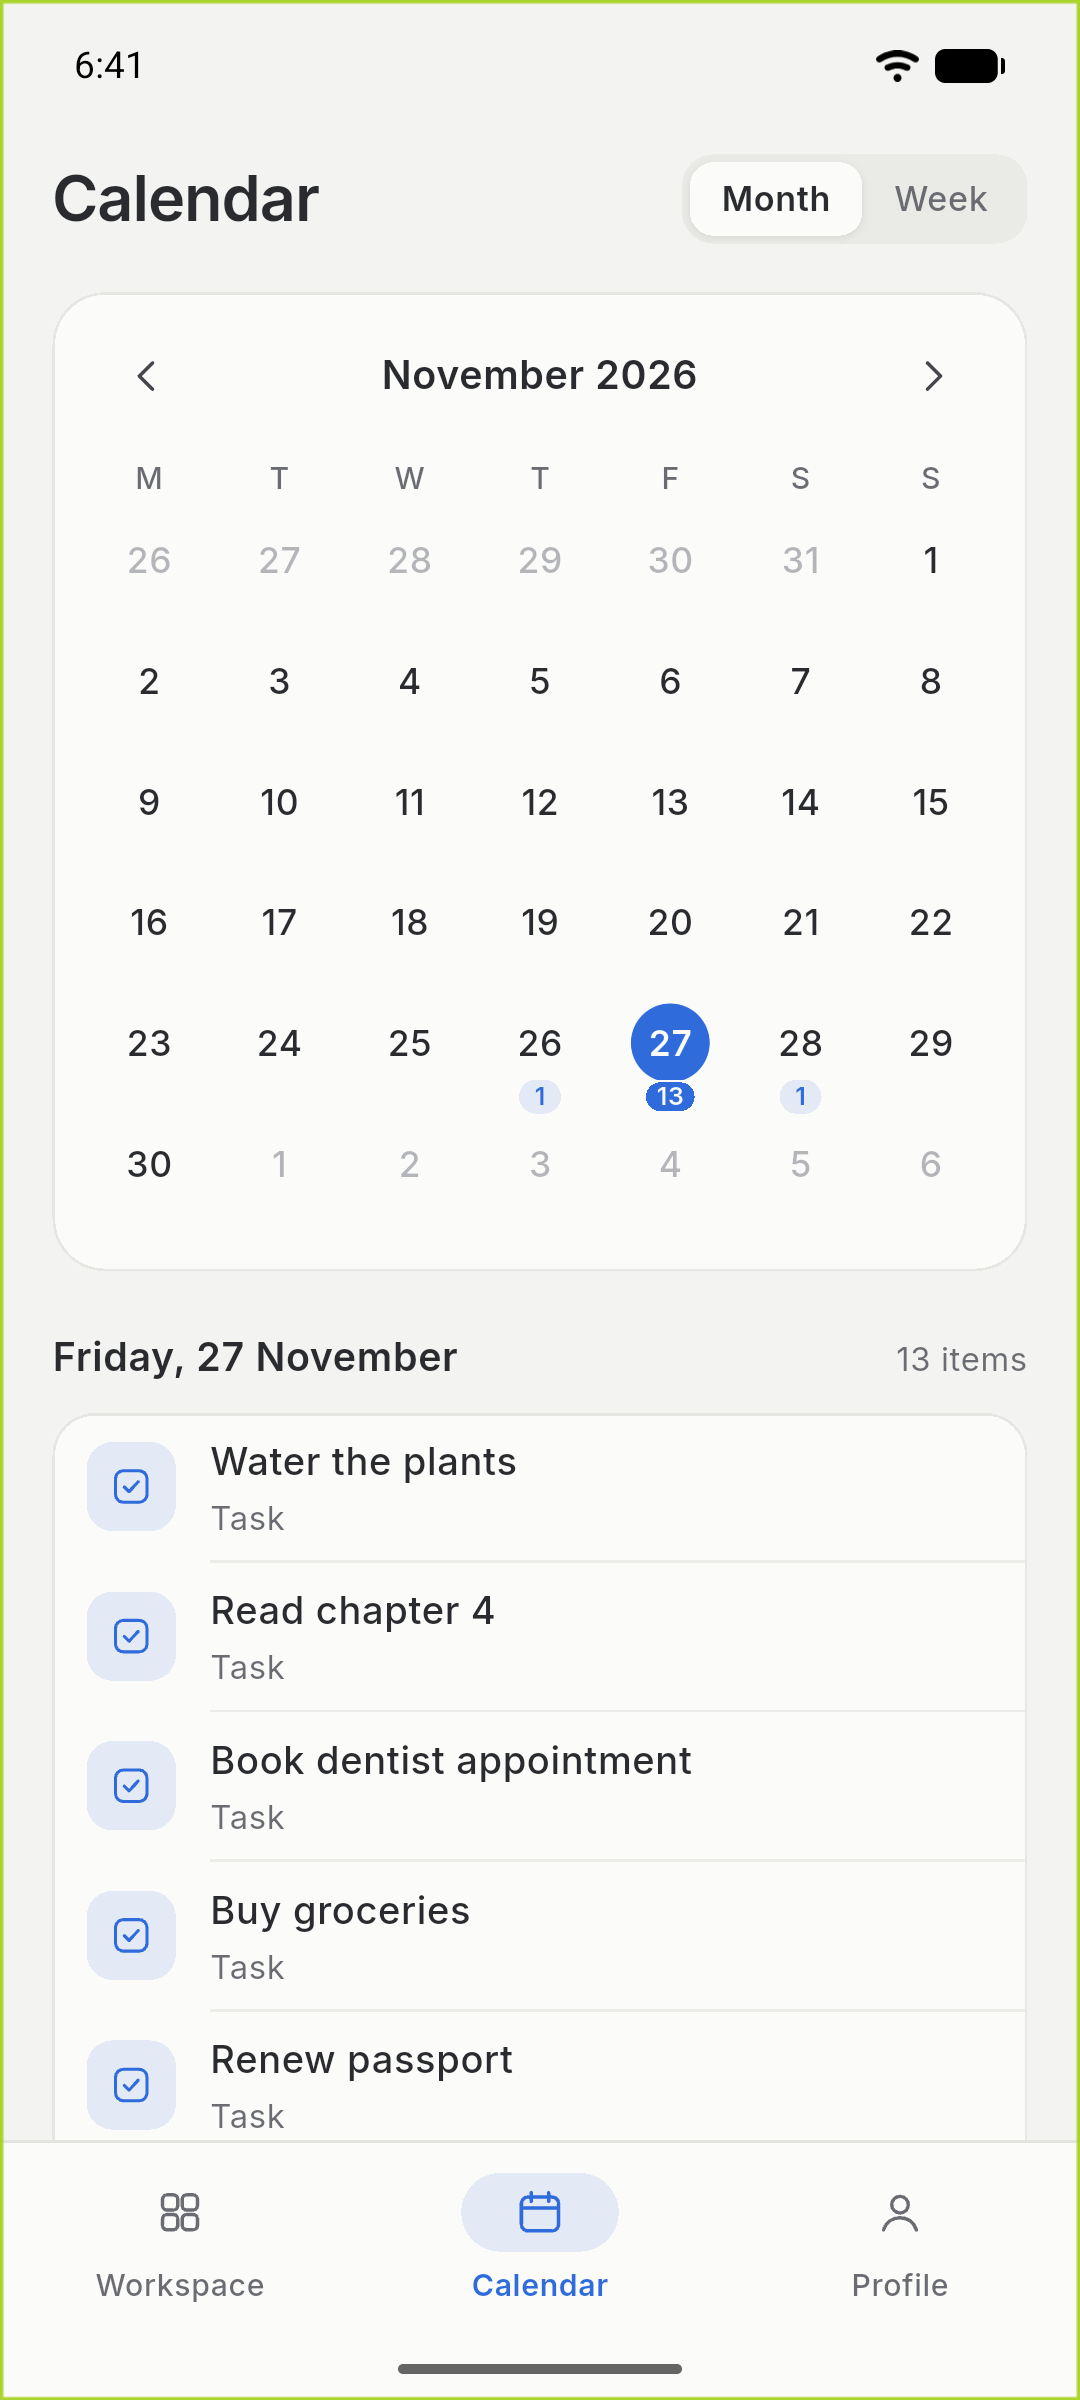 6:41
Calendar
Month Week
November 2026
M T W T F S S
26 27 28 29 30 31 1
2 3 4 5 6 7 8
9 10 11 12 13 14 15
16 17 18 19 20 21 22
23 24 25 26 27 28 29
1 13 1
30 1 2 3 4 5 6
Friday, 27 November 13 items
Water the plants
Task
Read chapter 4
Task
Book dentist appointment
Task
Buy groceries
Task
Renew passport
Task
Workspace Calendar Profile